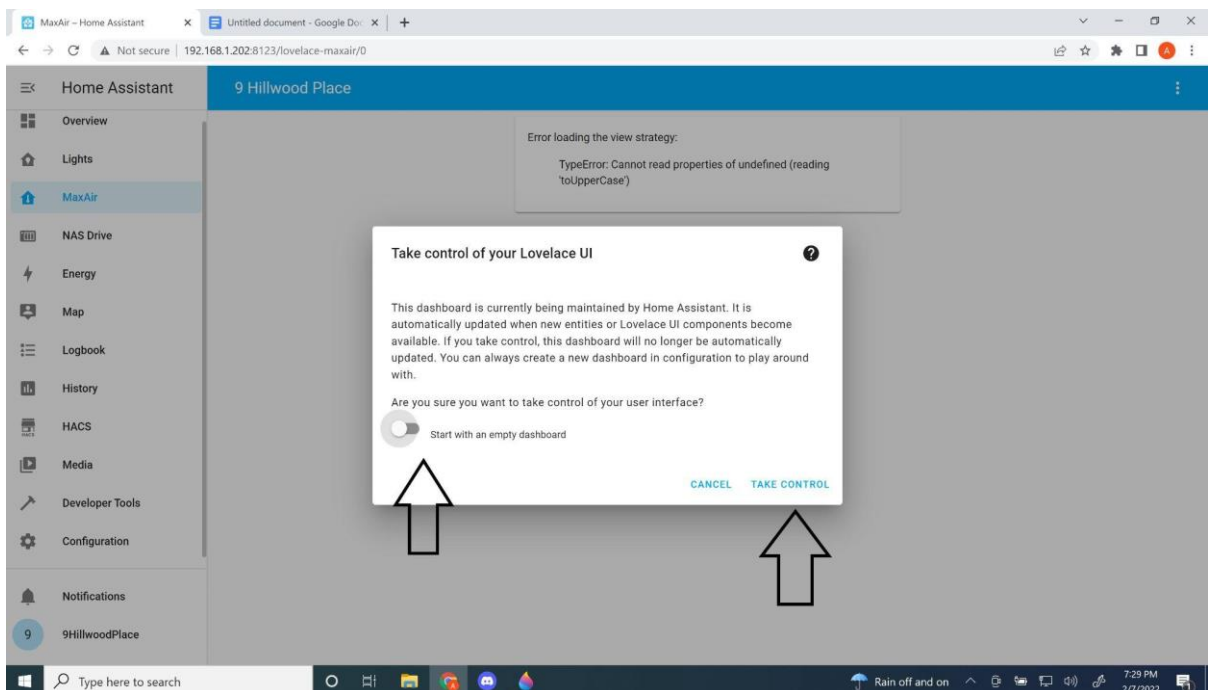 MaxAir – Home Assistant
Untitled document - Google Doc
Not secure 192.168.1.202:8123/lovelace-maxair/0
A
Home Assistant
9 Hillwood Place
Overview
Lights
MaxAir
NAS Drive
Energy
Map
Logbook
History
HACS
HACS
Media
Developer Tools
Configuration
Notifications
9
9HillwoodPlace
Error loading the view strategy:
TypeError: Cannot read properties of undefined (reading
'toUpperCase')
Take control of your Lovelace UI
This dashboard is currently being maintained by Home Assistant. It is
automatically updated when new entities or Lovelace UI components become
available. If you take control, this dashboard will no longer be automatically
updated. You can always create a new dashboard in configuration to play around
with.
Are you sure you want to take control of your user interface?
Start with an empty dashboard
CANCEL TAKE CONTROL
Type here to search
Rain off and on
7:29 PM
2/7/2022